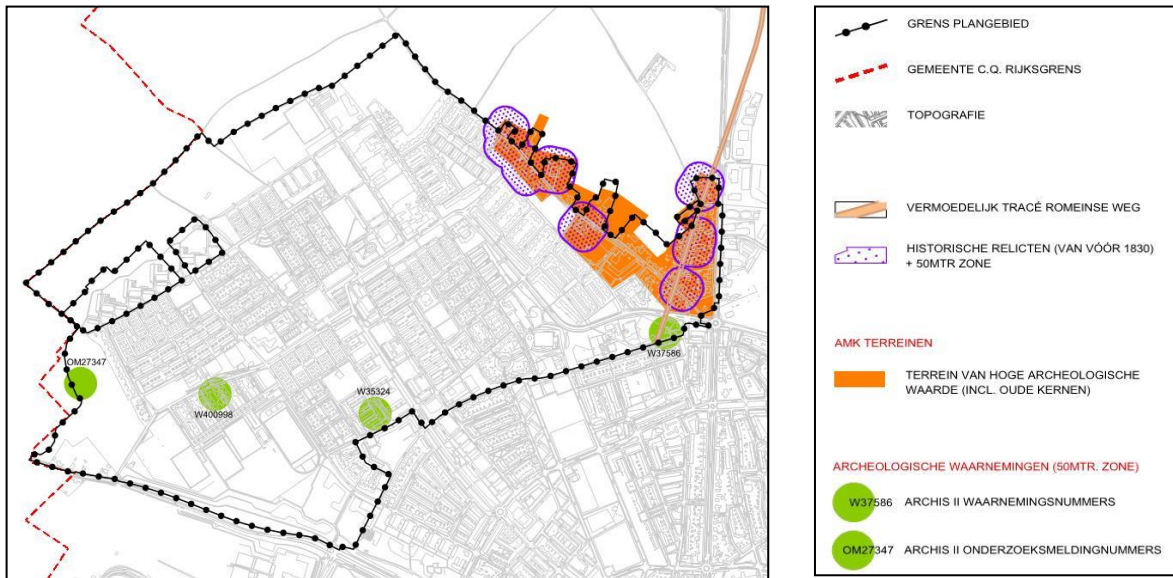 OM27347
W400998
W35324
W37586
GRENS PLANGEBIED
GEMEENTE C.Q. RIJKSGRENS
TOPOGRAFIE
VERMOEDELIJK TRACÉ ROMEINSE WEG
HISTORISCHE RELICTEN (VAN VÓÓR 1830)
+ 50MTR ZONE
AMK TERREINEN
TERREIN VAN HOGE ARCHEOLOGISCHE
WAARDE (INCL. OUDE KERNEN)
ARCHEOLOGISCHE WAARNEMINGEN (50MTR. ZONE)
W37586 ARCHIS II WAARNEMINGSNUMMERS
OM27347 ARCHIS II ONDERZOEKSMELDINGNUMMERS